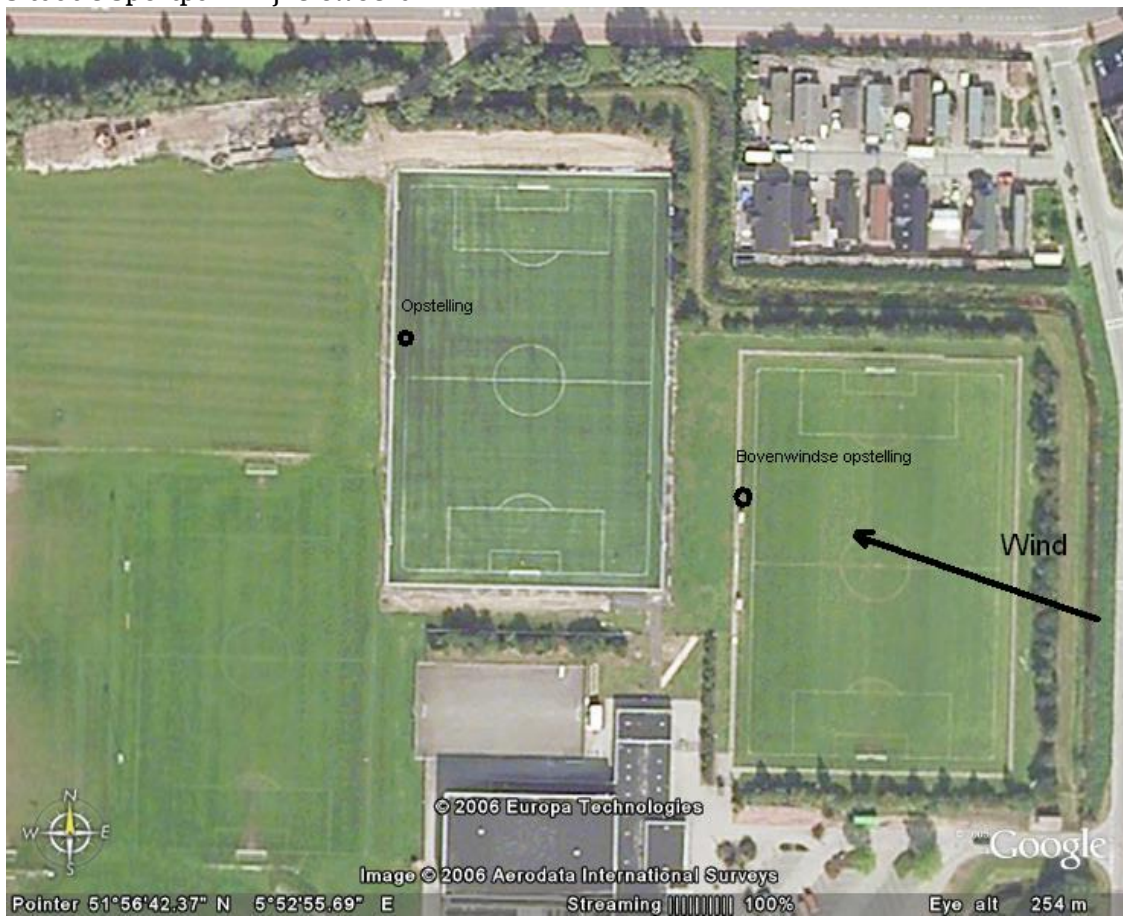 Opstelling
Bovenwindse opstelling
Wind
N
W E
S
© 2006 Europa Technologies
Google
Image © 2006 Aerodata International Surveys
Pointer 51°56'42.37" N 5°52'55.69" E Streaming |||||||||| 100% Eye alt 254 m